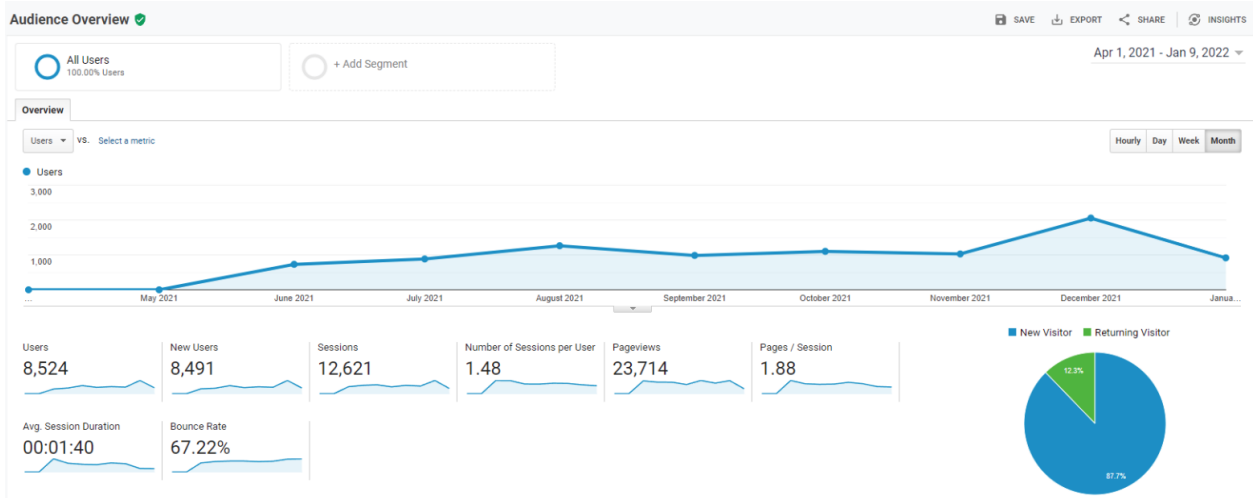 Audience Overview
SAVE EXPORT SHARE INSIGHTS
All Users
100.00% Users
+ Add Segment
Apr 1, 2021 - Jan 9, 2022
Overview
Users VS. Select a metric
Hourly Day Week Month
Users
3,000
2,000
1,000
... May 2021 June 2021 July 2021 August 2021 September 2021 October 2021 November 2021 December 2021 Janua...
New Visitor Returning Visitor
Users New Users Sessions Number of Sessions per User Pageviews Pages / Session
8,524 8,491 12,621 1.48 23,714 1.88
Avg. Session Duration Bounce Rate
00:01:40 67.22%
12.3%
87.7%